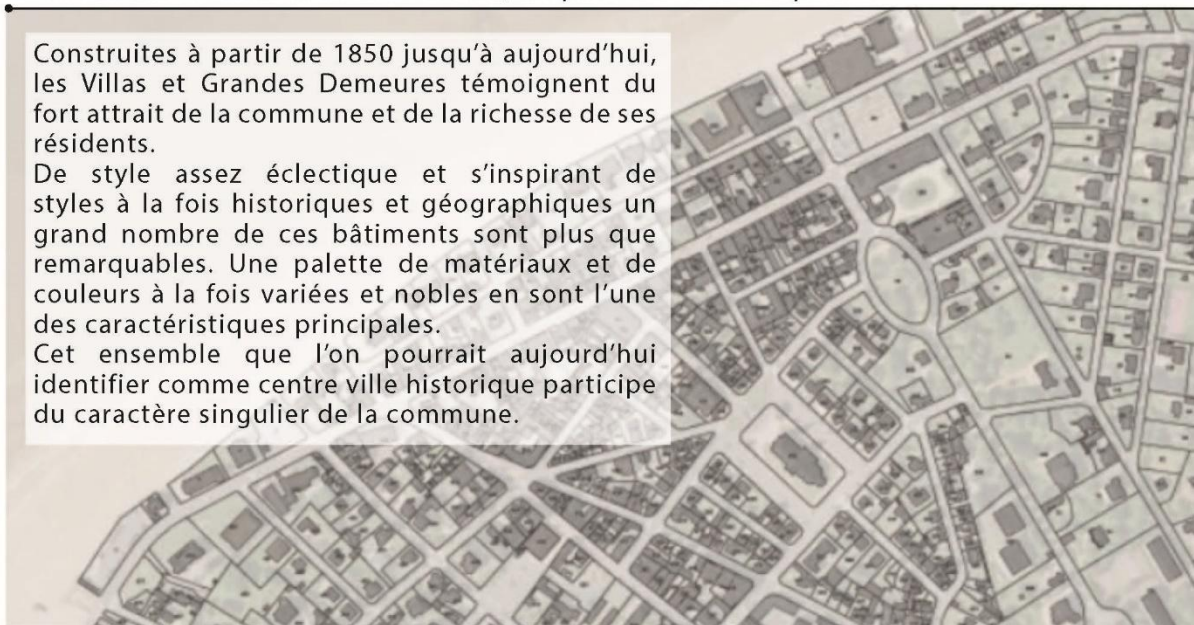 Construites à partir de 1850 jusqu'à aujourd'hui,
les Villas et Grandes Demeures témoignent du
fort attrait de la commune et de la richesse de ses
résidents.
De style assez éclectique et s'inspirant de
styles à la fois historiques et géographiques un
grand nombre de ces bâtiments sont plus que
remarquables. Une palette de matériaux et de
couleurs à la fois variées et nobles en sont l'une
des caractéristiques principales.
Cet ensemble que l'on pourrait aujourd'hui
identifier comme centre ville historique participe
du caractère singulier de la commune.